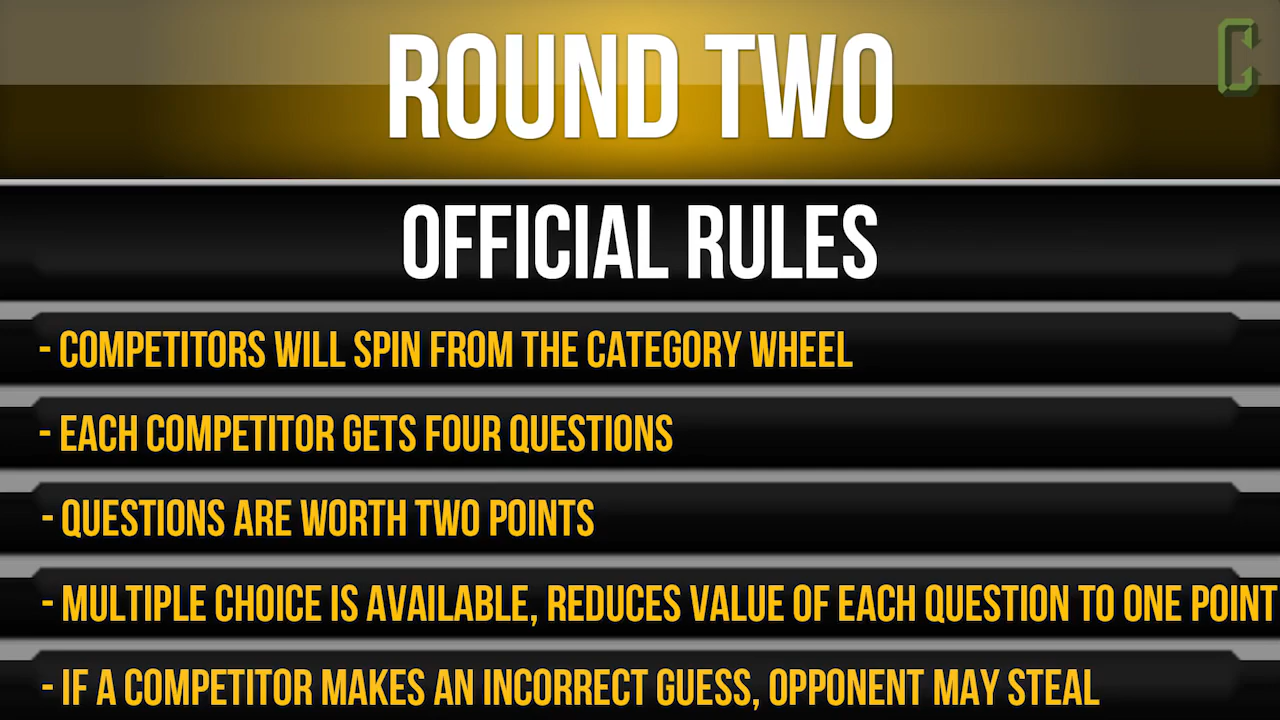 ROUND TWO
OFFICIAL RULES
- COMPETITORS WILL SPIN FROM THE CATEGORY WHEEL
- EACH COMPETITOR GETS FOUR QUESTIONS
- QUESTIONS ARE WORTH TWO POINTS
- MULTIPLE CHOICE IS AVAILABLE, REDUCES VALUE OF EACH QUESTION TO ONE POINT
- IF A COMPETITOR MAKES AN INCORRECT GUESS, OPPONENT MAY STEAL